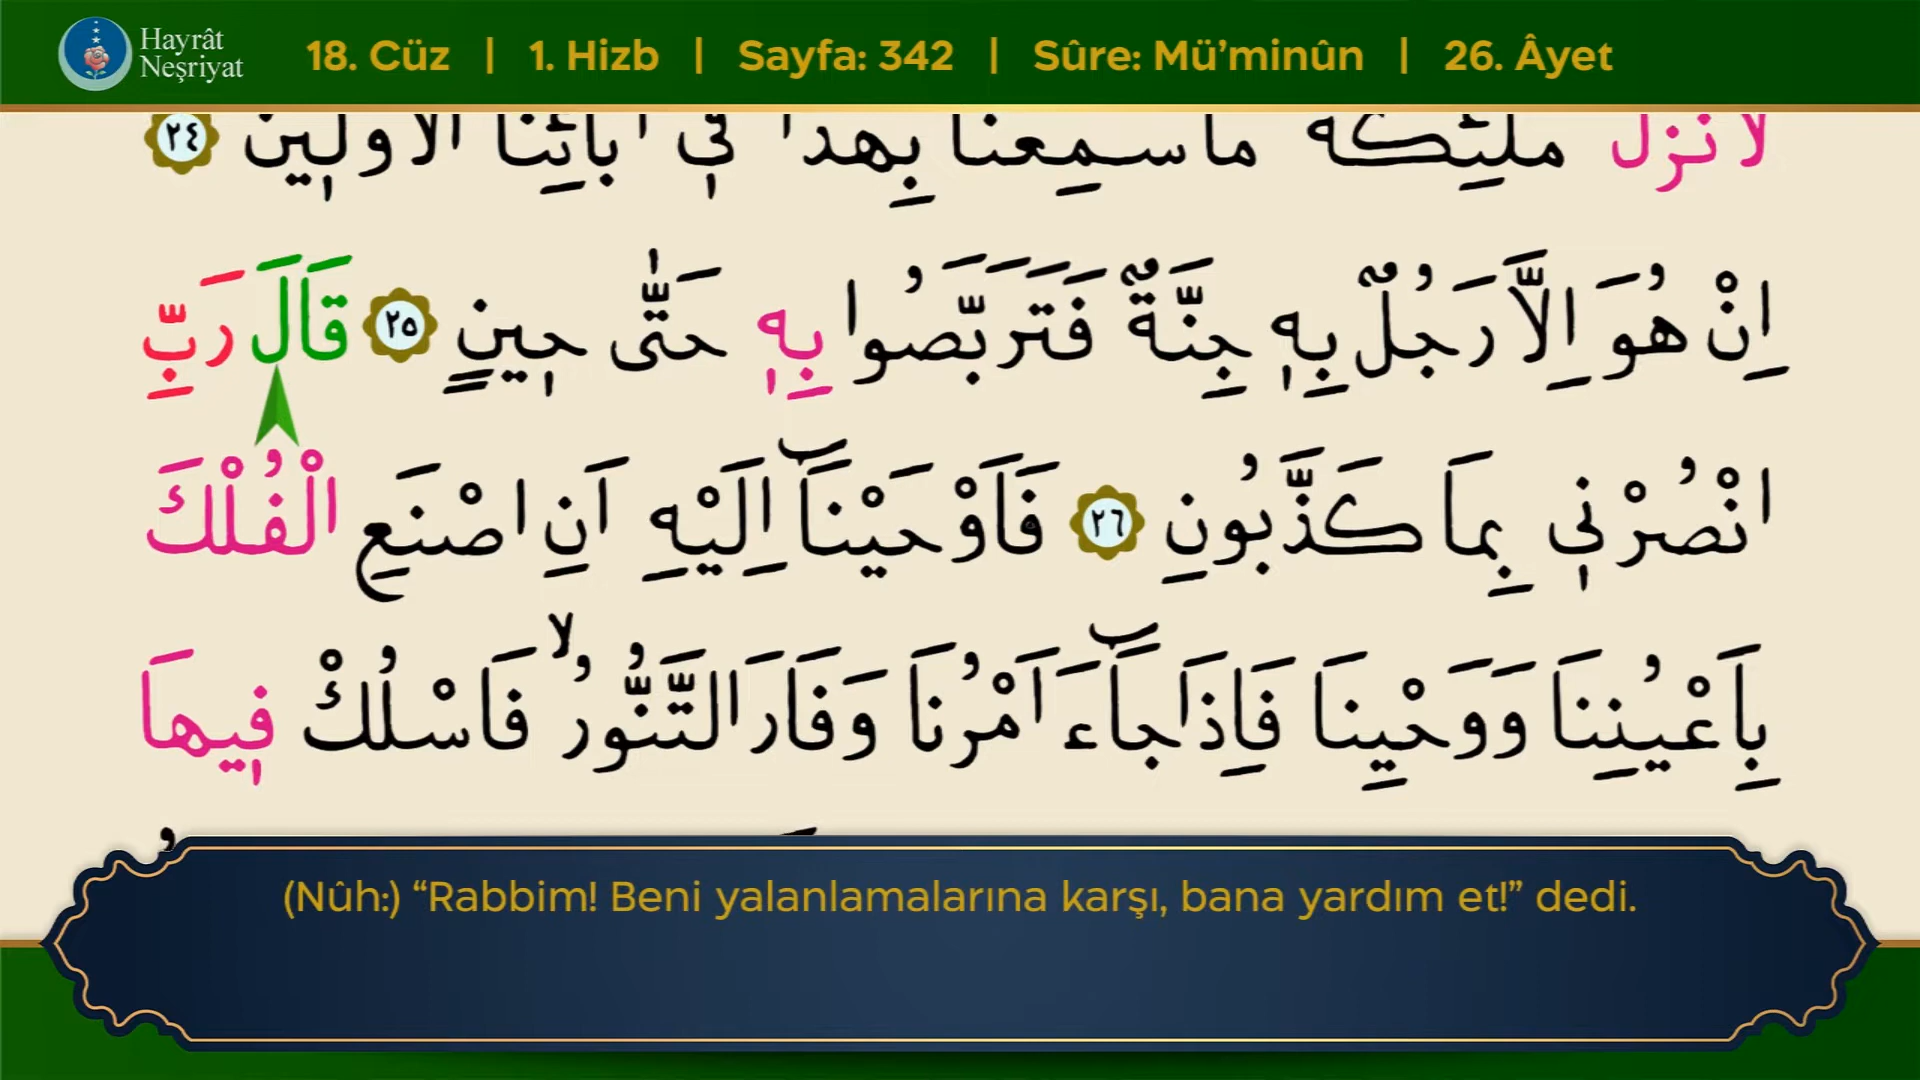 Hayrât
Neşriyat
18. Cüz | 1. Hizb | Sayfa: 342 | Sûre: Mü’minûn | 26. Âyet
لاَنْزَلَ مَلٰٓئِكَةً مَا سَمِعْنَا بِهٰذَا ف۪ٓي اٰبَٓائِنَا الْاَوَّل۪ينَ ٢٤
اِنْ هُوَ اِلَّا رَجُلٌ بِه۪ جِنَّةٌ فَتَرَبَّصُوا بِه۪ حَتّٰى ح۪ينٍ ٢٥ قَالَ رَبِّ
انْصُرْن۪ي بِمَا كَذَّبُونِ ٢٦ فَاَوْحَيْنَٓا اِلَيْهِ اَنِ اصْنَعِ الْفُلْكَ
بِاَعْيُنِنَا وَوَحْيِنَا فَاِذَا جَٓاءَ اَمْرُنَا وَفَارَ التَّنُّورُۙ فَاسْلُكْ ف۪يهَا
(Nûh:) “Rabbim! Beni yalanlamalarına karşı, bana yardım et!” dedi.